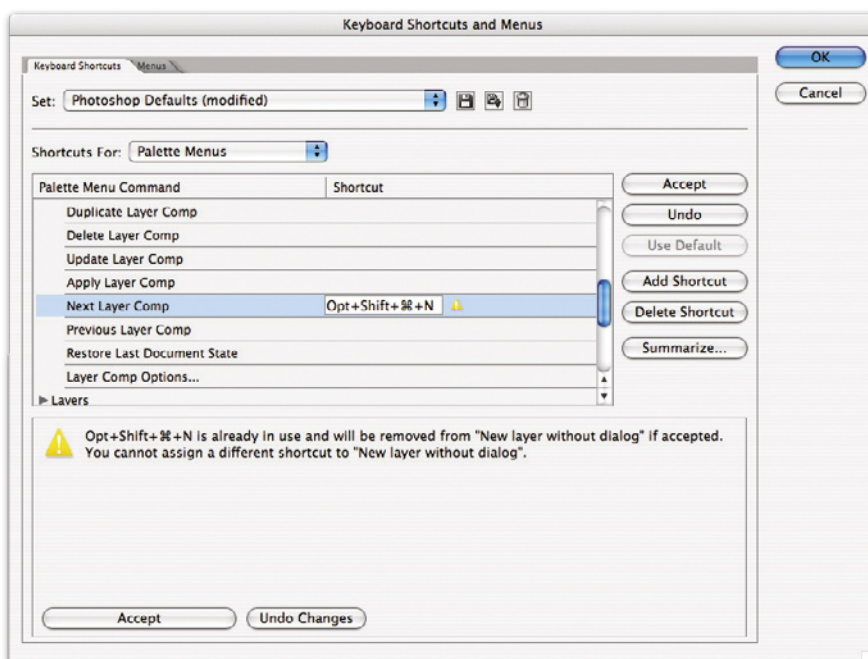 Keyboard Shortcuts and Menus
Keyboard Shortcuts Menus
OK
Cancel
Set: Photoshop Defaults (modified)
Shortcuts For: Palette Menus
Palette Menu Command Shortcut
Duplicate Layer Comp
Delete Layer Comp
Update Layer Comp
Apply Layer Comp
Next Layer Comp Opt+Shift+⌘+N
Previous Layer Comp
Restore Last Document State
Layer Comp Options...
Layers
Accept
Undo
Use Default
Add Shortcut
Delete Shortcut
Summarize...
Opt+Shift+⌘+N is already in use and will be removed from "New layer without dialog" if accepted.
You cannot assign a different shortcut to "New layer without dialog".
Accept Undo Changes